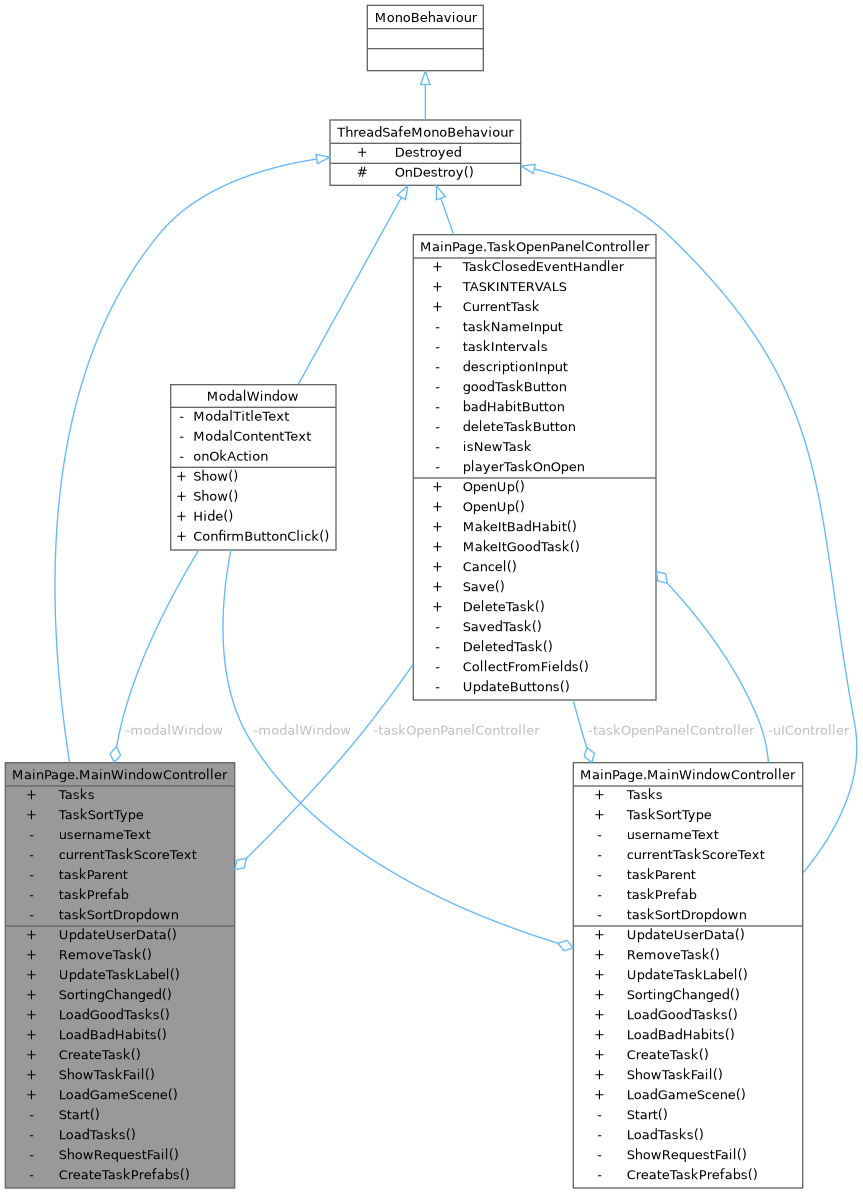 MonoBehaviour
ThreadSafeMonoBehaviour
+ Destroyed
# OnDestroy()
MainPage.TaskOpenPanelController
+ TaskClosedEventHandler
+ TASKINTERVALS
+ CurrentTask
- taskNameInput
- taskIntervals
- descriptionInput
- goodTaskButton
- badHabitButton
- deleteTaskButton
- isNewTask
- playerTaskOnOpen
+ OpenUp()
+ OpenUp()
+ MakeItBadHabit()
+ MakeItGoodTask()
+ Cancel()
+ Save()
+ DeleteTask()
- SavedTask()
- DeletedTask()
- CollectFromFields()
- UpdateButtons()
ModalWindow
- ModalTitleText
- ModalContentText
- onOkAction
+ Show()
+ Show()
+ Hide()
+ ConfirmButtonClick()
-modalWindow
-modalWindow
-taskOpenPanelController
-taskOpenPanelController
-uIController
MainPage.MainWindowController
+ Tasks
+ TaskSortType
- usernameText
- currentTaskScoreText
- taskParent
- taskPrefab
- taskSortDropdown
+ UpdateUserData()
+ RemoveTask()
+ UpdateTaskLabel()
+ SortingChanged()
+ LoadGoodTasks()
+ LoadBadHabits()
+ CreateTask()
+ ShowTaskFail()
+ LoadGameScene()
- Start()
- LoadTasks()
- ShowRequestFail()
- CreateTaskPrefabs()
MainPage.MainWindowController
+ Tasks
+ TaskSortType
- usernameText
- currentTaskScoreText
- taskParent
- taskPrefab
- taskSortDropdown
+ UpdateUserData()
+ RemoveTask()
+ UpdateTaskLabel()
+ SortingChanged()
+ LoadGoodTasks()
+ LoadBadHabits()
+ CreateTask()
+ ShowTaskFail()
+ LoadGameScene()
- Start()
- LoadTasks()
- ShowRequestFail()
- CreateTaskPrefabs()